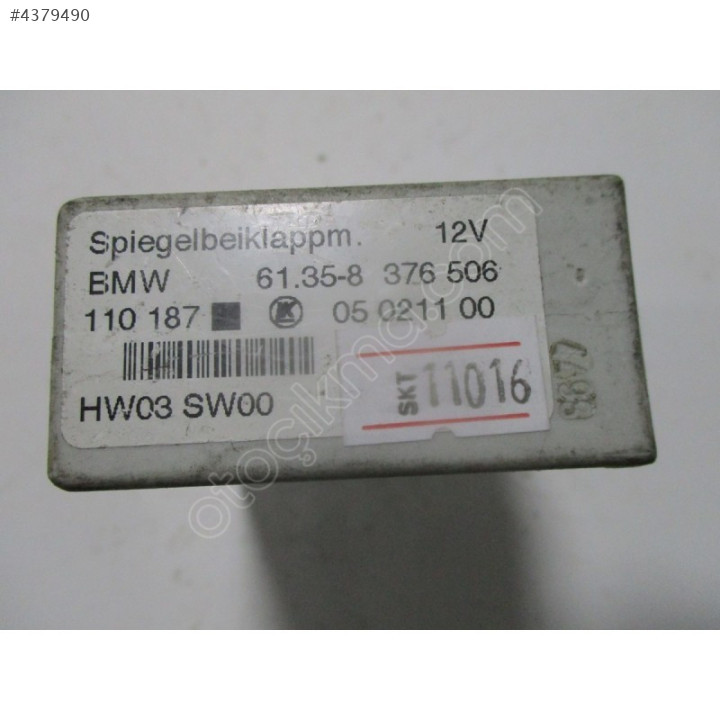 #4379490
Spiegelbeiklappm. 12V
BMW 61.35-8 376 506
110 187 K 05 0211 00
HW03 SW00
SKT 11016
otoçıkma.com